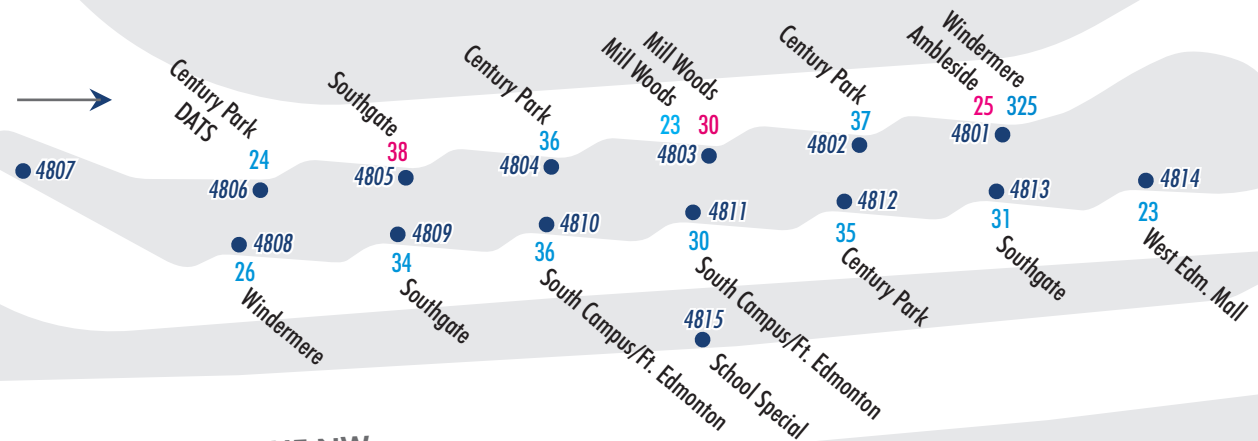 Windermere
Ambleside
25 325
4801
Century Park
37
4802
Mill Woods
Mill Woods
23 30
4803
Century Park
36
4804
Southgate
38
4805
Century Park
DATS
24
4806
4807
4808
26
Windermere
4809
34
Southgate
4810
36
South Campus/Ft. Edmonton
4811
30
South Campus/Ft. Edmonton
4812
35
Century Park
4813
31
Southgate
4814
23
West Edm. Mall
4815
School Special
NW